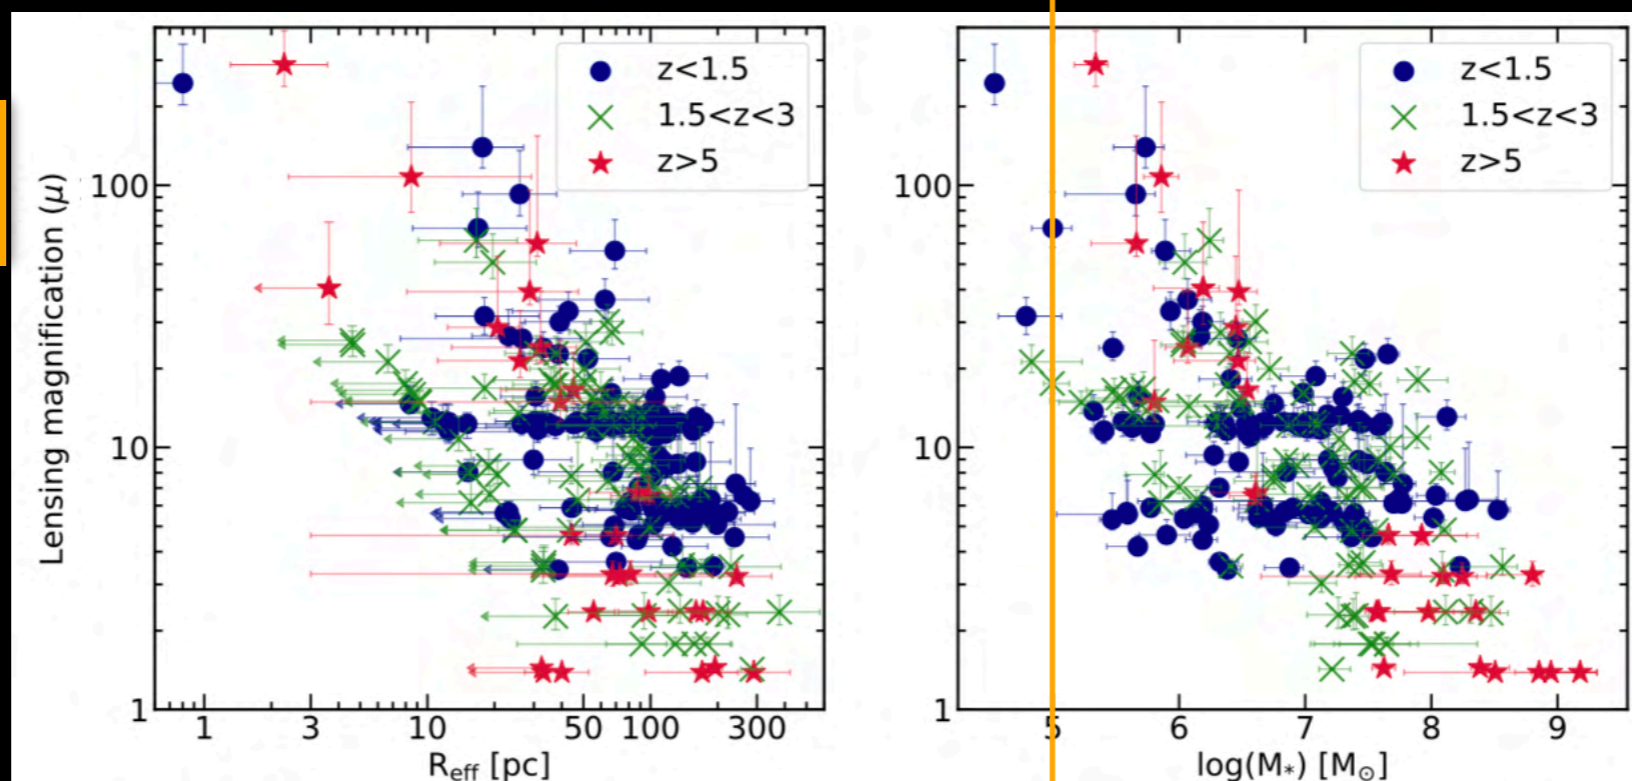 Lensing magnification (μ)
100
10
1
1 3 10 50 100 300
R_eff [pc]
z<1.5
1.5<z<3
z>5
100
10
1
5 6 7 8 9
log(M_*) [M_⊙]
z<1.5
1.5<z<3
z>5